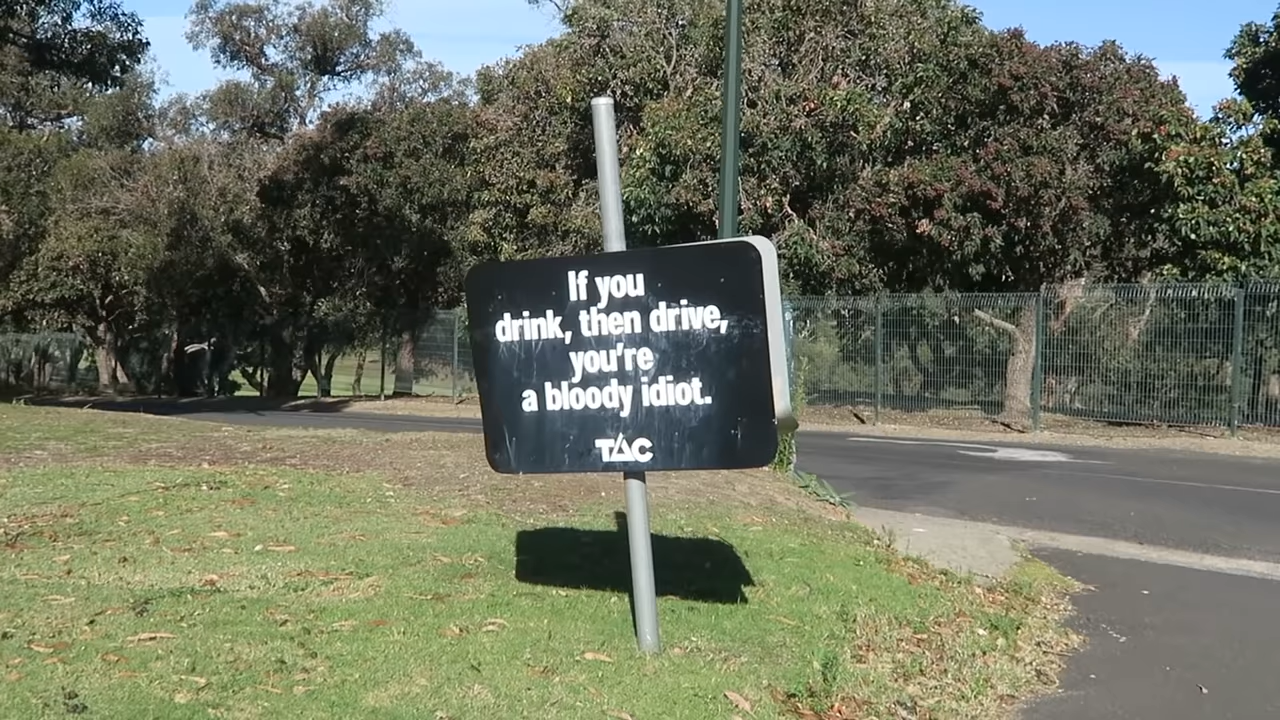 If you
drink, then drive,
you're
a bloody idiot.
TAC